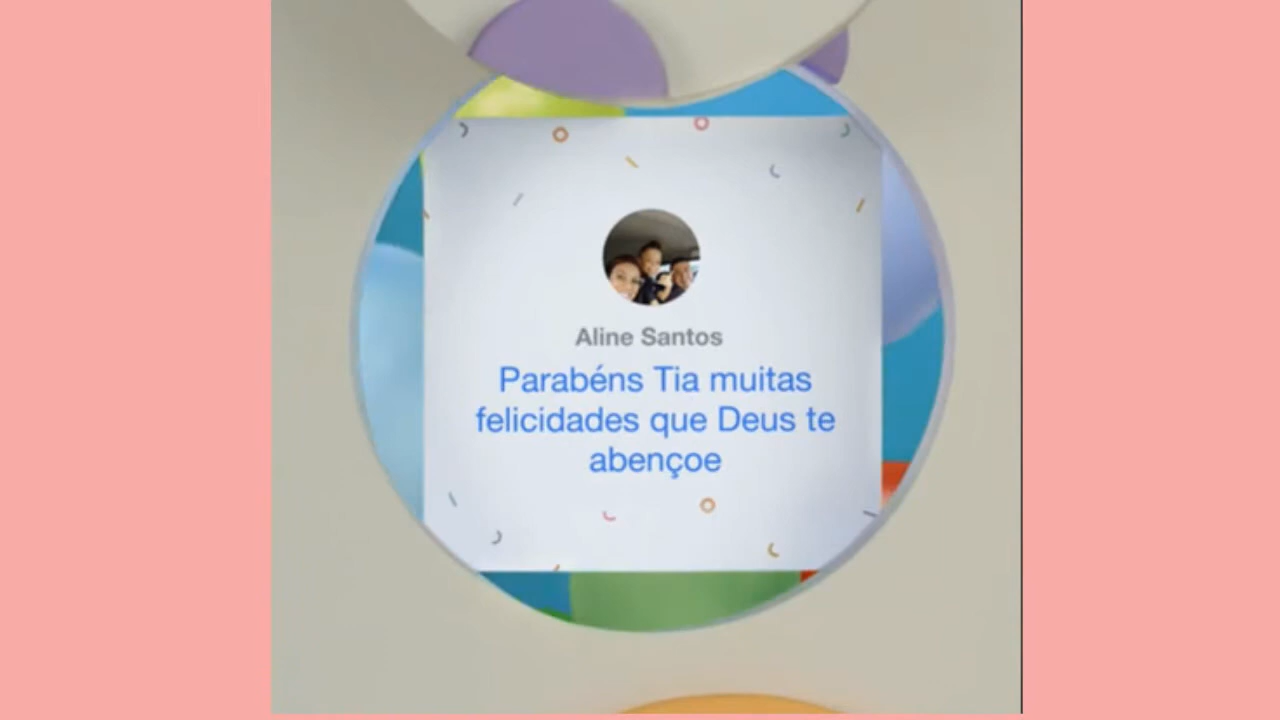 Aline Santos
Parabéns Tia muitas
felicidades que Deus te
abençoe